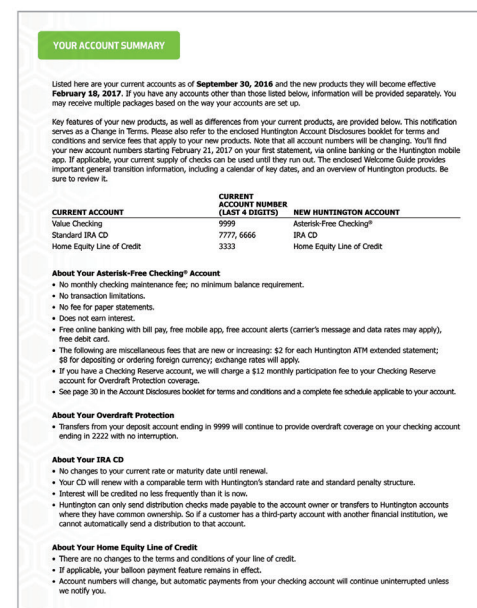 YOUR ACCOUNT SUMMARY
Listed here are your current accounts as of September 30, 2016 and the new products they will become effective
February 18, 2017. If you have any accounts other than those listed below, information will be provided separately. You
may receive multiple packages based on the way your accounts are set up.
Key features of your new products, as well as differences from your current products, are provided below. This notification
serves as a Change in Terms. Please also refer to the enclosed Huntington Account Disclosures booklet for terms and
conditions and service fees that apply to your new products. Note that all account numbers will be changing. You'll find
your new account numbers starting February 21, 2017 on your first statement, via online banking or the Huntington mobile
app. If applicable, your current supply of checks can be used until they run out. The enclosed Welcome Guide provides
important general transition information, including a calendar of key dates, and an overview of Huntington products. Be
sure to review it.
CURRENT
ACCOUNT NUMBER
CURRENT ACCOUNT (LAST 4 DIGITS) NEW HUNTINGTON ACCOUNT
Value Checking 9999 Asterisk-Free Checking®
Standard IRA CD 7777, 6666 IRA CD
Home Equity Line of Credit 3333 Home Equity Line of Credit
About Your Asterisk-Free Checking® Account
• No monthly checking maintenance fee; no minimum balance requirement.
• No transaction limitations.
• No fee for paper statements.
• Does not earn interest.
• Free online banking with bill pay, free mobile app, free account alerts (carrier's message and data rates may apply),
free debit card.
• The following are miscellaneous fees that are new or increasing: $2 for each Huntington ATM extended statement;
$8 for depositing or ordering foreign currency; exchange rates will apply.
• If you have a Checking Reserve account, we will charge a $12 monthly participation fee to your Checking Reserve
account for Overdraft Protection coverage.
• See page 30 in the Account Disclosures booklet for terms and conditions and a complete fee schedule applicable to your account.
About Your Overdraft Protection
• Transfers from your deposit account ending in 9999 will continue to provide overdraft coverage on your checking account
ending in 2222 with no interruption.
About Your IRA CD
• No changes to your current rate or maturity date until renewal.
• Your CD will renew with a comparable term with Huntington's standard rate and standard penalty structure.
• Interest will be credited no less frequently than it is now.
• Huntington can only send distribution checks made payable to the account owner or transfers to Huntington accounts
where they have common ownership. So if a customer has a third-party account with another financial institution, we
cannot automatically send a distribution to that account.
About Your Home Equity Line of Credit
• There are no changes to the terms and conditions of your line of credit.
• If applicable, your balloon payment feature remains in effect.
• Account numbers will change, but automatic payments from your checking account will continue uninterrupted unless
we notify you.